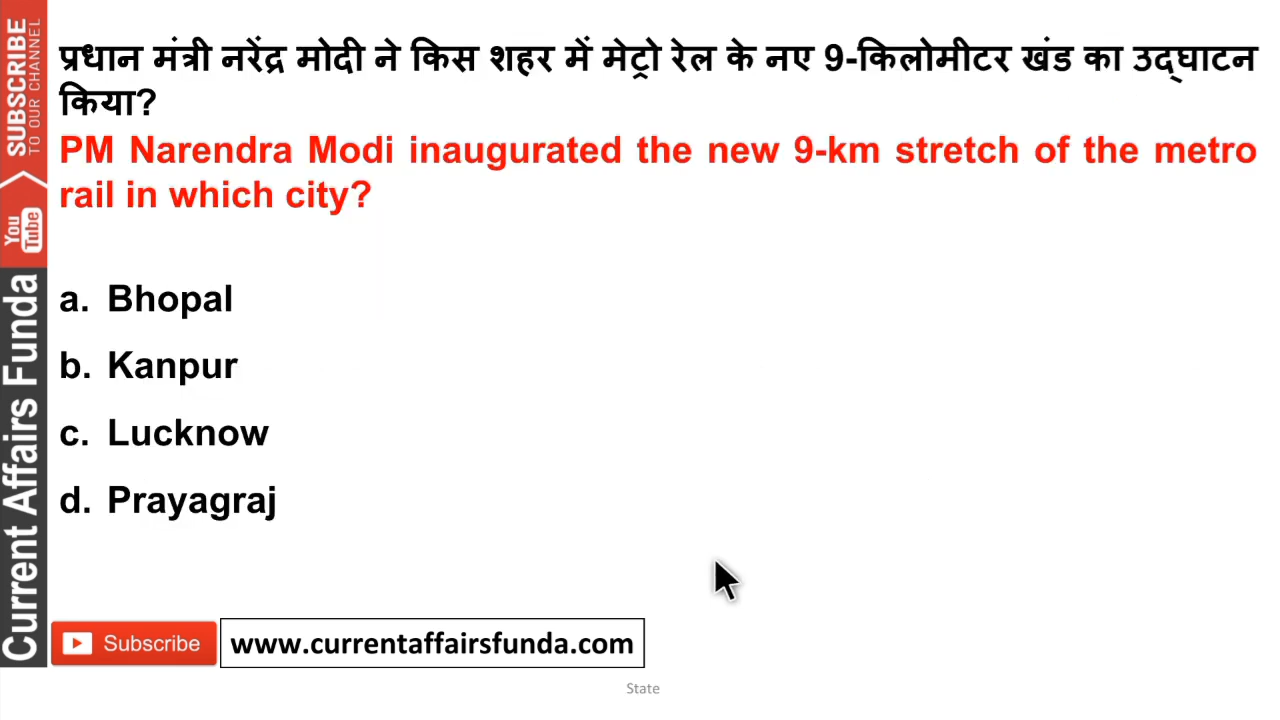 प्रधान मंत्री नरेंद्र मोदी ने किस शहर में मेट्रो रेल के नए 9-किलोमीटर खंड का उद्घाटन
किया?
PM Narendra Modi inaugurated the new 9-km stretch of the metro
rail in which city?
a. Bhopal
b. Kanpur
c. Lucknow
d. Prayagraj
SUBSCRIBE
TO OUR CHANNEL
You
Tube
Current Affairs Funda
Subscribe
www.currentaffairsfunda.com
State